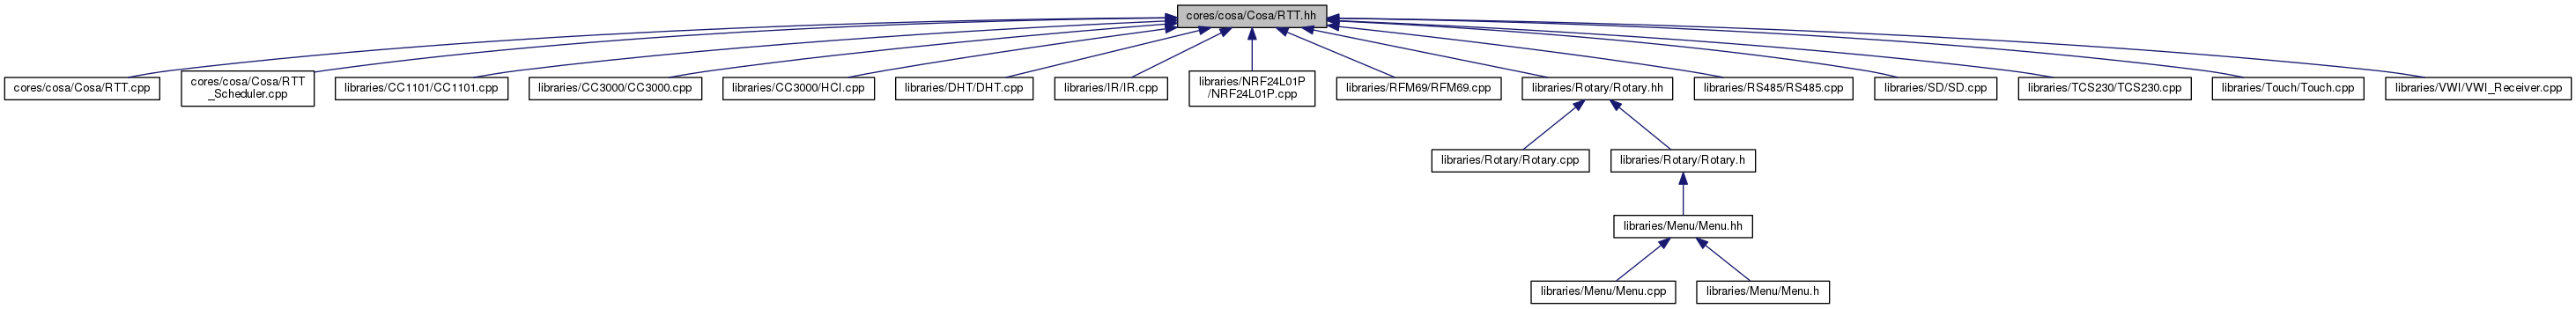 cores/cosa/Cosa/RTT.hh
cores/cosa/Cosa/RTT.cpp
cores/cosa/Cosa/RTT
_Scheduler.cpp
libraries/CC1101/CC1101.cpp
libraries/CC3000/CC3000.cpp
libraries/CC3000/HCI.cpp
libraries/DHT/DHT.cpp
libraries/IR/IR.cpp
libraries/NRF24L01P
/NRF24L01P.cpp
libraries/RFM69/RFM69.cpp
libraries/Rotary/Rotary.hh
libraries/RS485/RS485.cpp
libraries/SD/SD.cpp
libraries/TCS230/TCS230.cpp
libraries/Touch/Touch.cpp
libraries/VWI/VWI_Receiver.cpp
libraries/Rotary/Rotary.cpp
libraries/Rotary/Rotary.h
libraries/Menu/Menu.hh
libraries/Menu/Menu.cpp
libraries/Menu/Menu.h